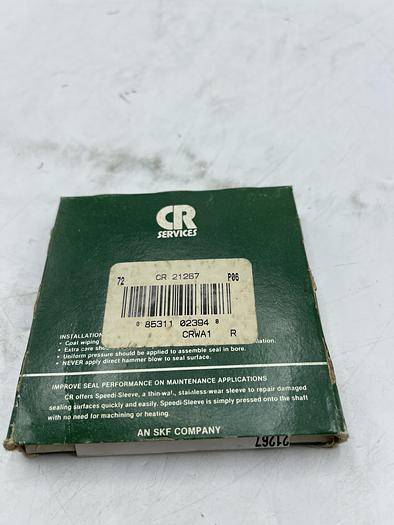 CR
SERVICES
72 CR 21267 P06
0 85311 02394 8
CRWA1 R
INSTALLATION
• Coat wiping
• Extra care
• Uniform pressure should be applied to assemble seal in bore.
• NEVER apply direct hammer blow to seal surface.
IMPROVE SEAL PERFORMANCE ON MAINTENANCE APPLICATIONS
CR offers Speedi-Sleeve, a thin-wall, stainless-wear sleeve to repair damaged
sealing surfaces quickly and easily. Speedi-Sleeve is simply pressed onto the shaft
with no need for machining or heating.
AN SKF COMPANY
21267